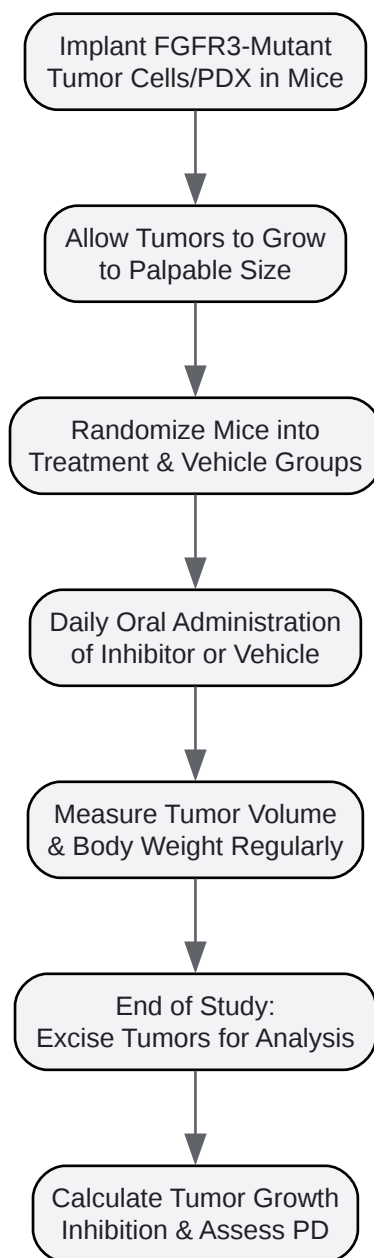 Implant FGFR3-Mutant
Tumor Cells/PDX in Mice
Allow Tumors to Grow
to Palpable Size
Randomize Mice into
Treatment & Vehicle Groups
Daily Oral Administration
of Inhibitor or Vehicle
Measure Tumor Volume
& Body Weight Regularly
End of Study:
Excise Tumors for Analysis
Calculate Tumor Growth
Inhibition & Assess PD